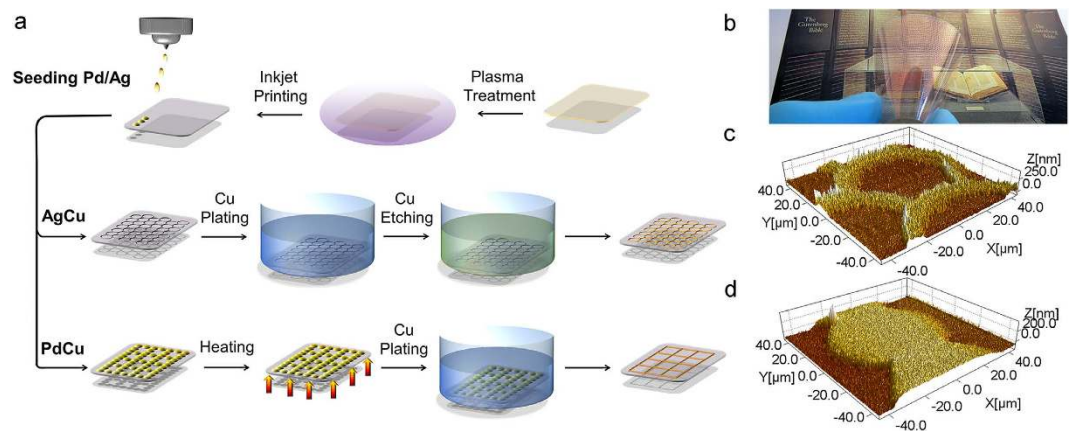 a
Seeding Pd/Ag
Inkjet
Printing
Plasma
Treatment
AgCu
Cu
Plating
Cu
Etching
PdCu
Heating
Cu
Plating
b
The
Gutenberg
Bible
The
Gutenberg
Bible
c
Z[nm]
250.0
0.0
40.0
20.0
Y[µm] 0.0
-20.0
-40.0
40.0
20.0
0.0
X[µm]
-20.0
-40.0
d
Z[nm]
200.0
0.0
40.0
20.0
Y[µm] 0.0
-20.0
-40.0
40.0
20.0
0.0
X[µm]
-20.0
-40.0